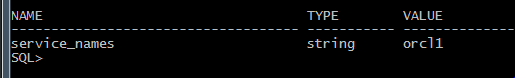 NAME                                 TYPE        VALUE
------------------------------------ ----------- ---------------
service_names                        string      orcl1
SQL>